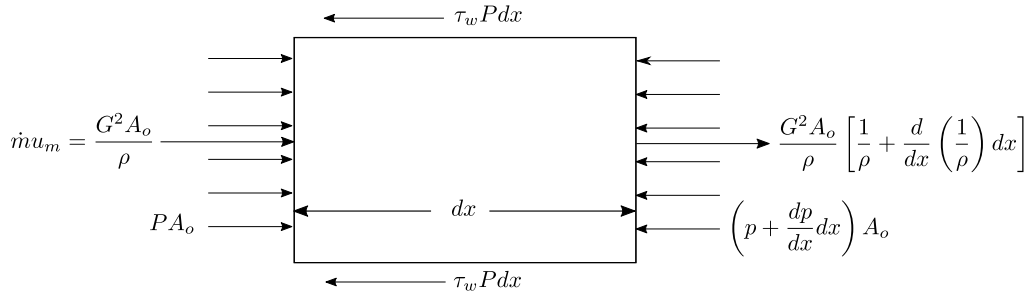 τ_w P dx
ṁu_m = G²A_o / ρ
G²A_o / ρ [1/ρ + d/dx (1/ρ) dx]
dx
PA_o
(p + dp/dx dx) A_o
τ_w P dx